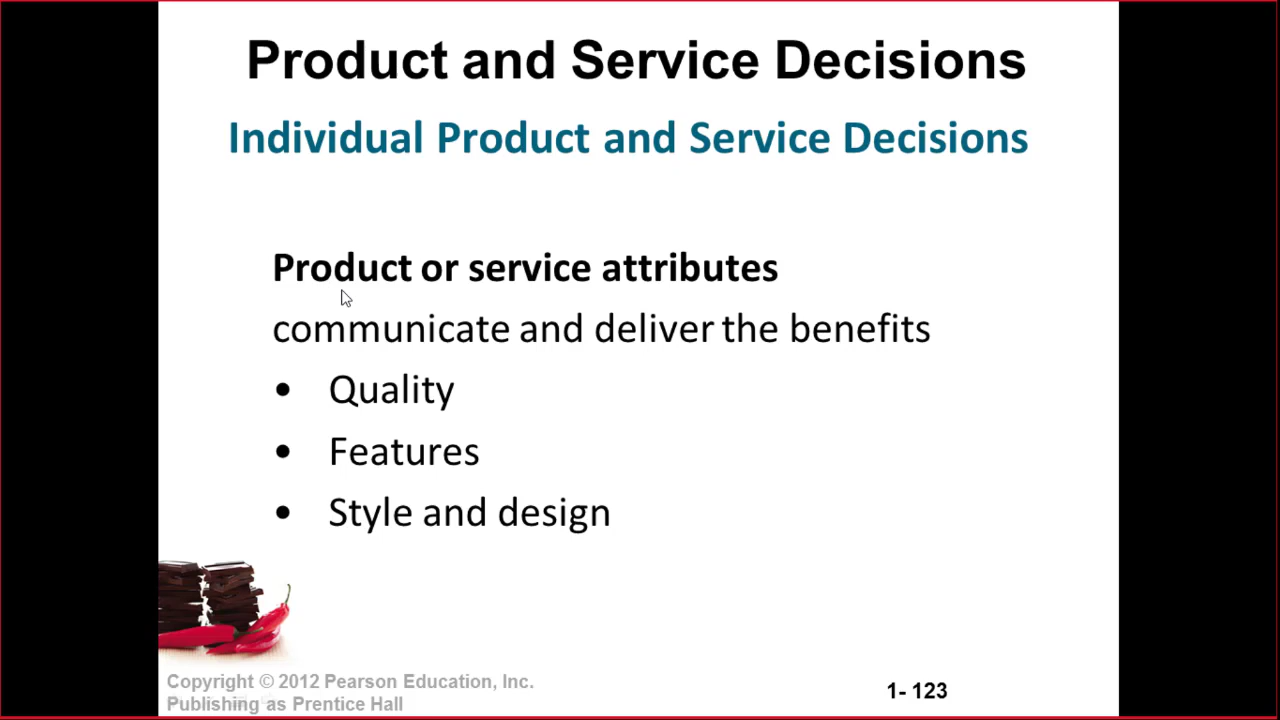 Product and Service Decisions
Individual Product and Service Decisions
Product or service attributes
communicate and deliver the benefits
• Quality
• Features
• Style and design
Copyright © 2012 Pearson Education, Inc.
Publishing as Prentice Hall
1- 123